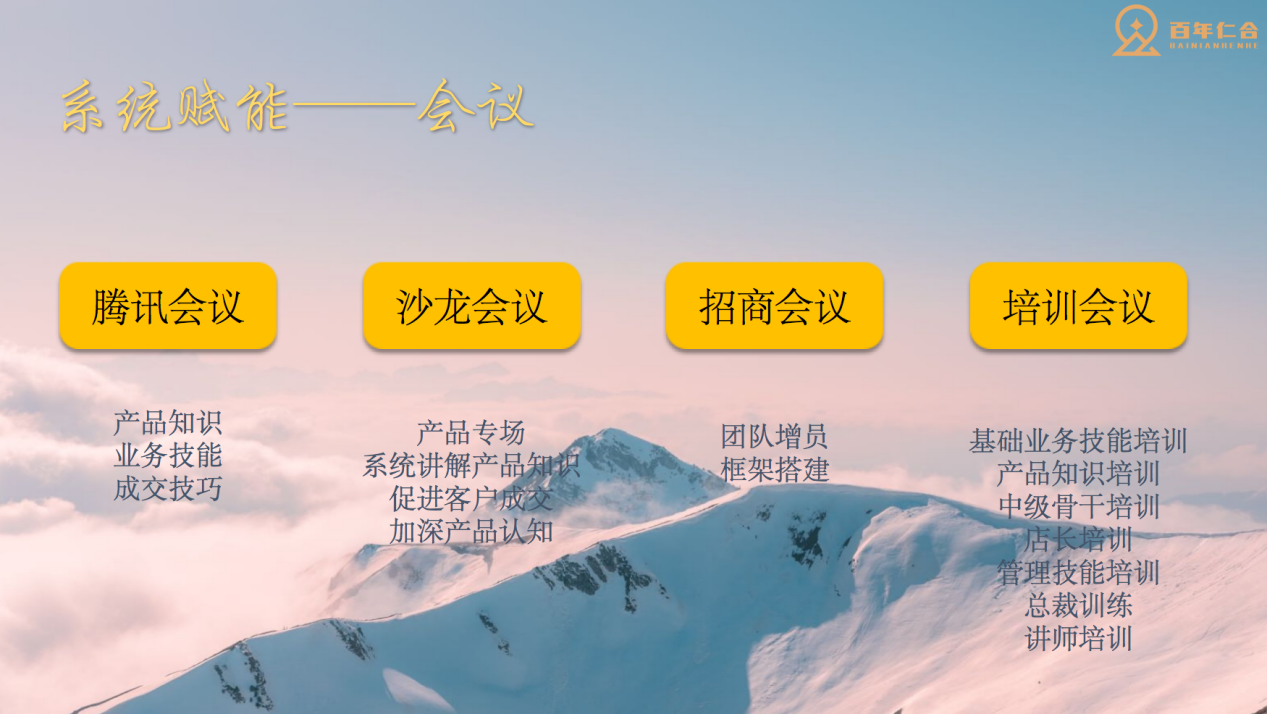 百年仁合
BAINIANRENHE
系统赋能——会议
腾讯会议
产品知识
业务技能
成交技巧
沙龙会议
产品专场
系统讲解产品知识
促进客户成交
加深产品认知
招商会议
团队增员
框架搭建
培训会议
基础业务技能培训
产品知识培训
中级骨干培训
店长培训
管理技能培训
总裁训练
讲师培训